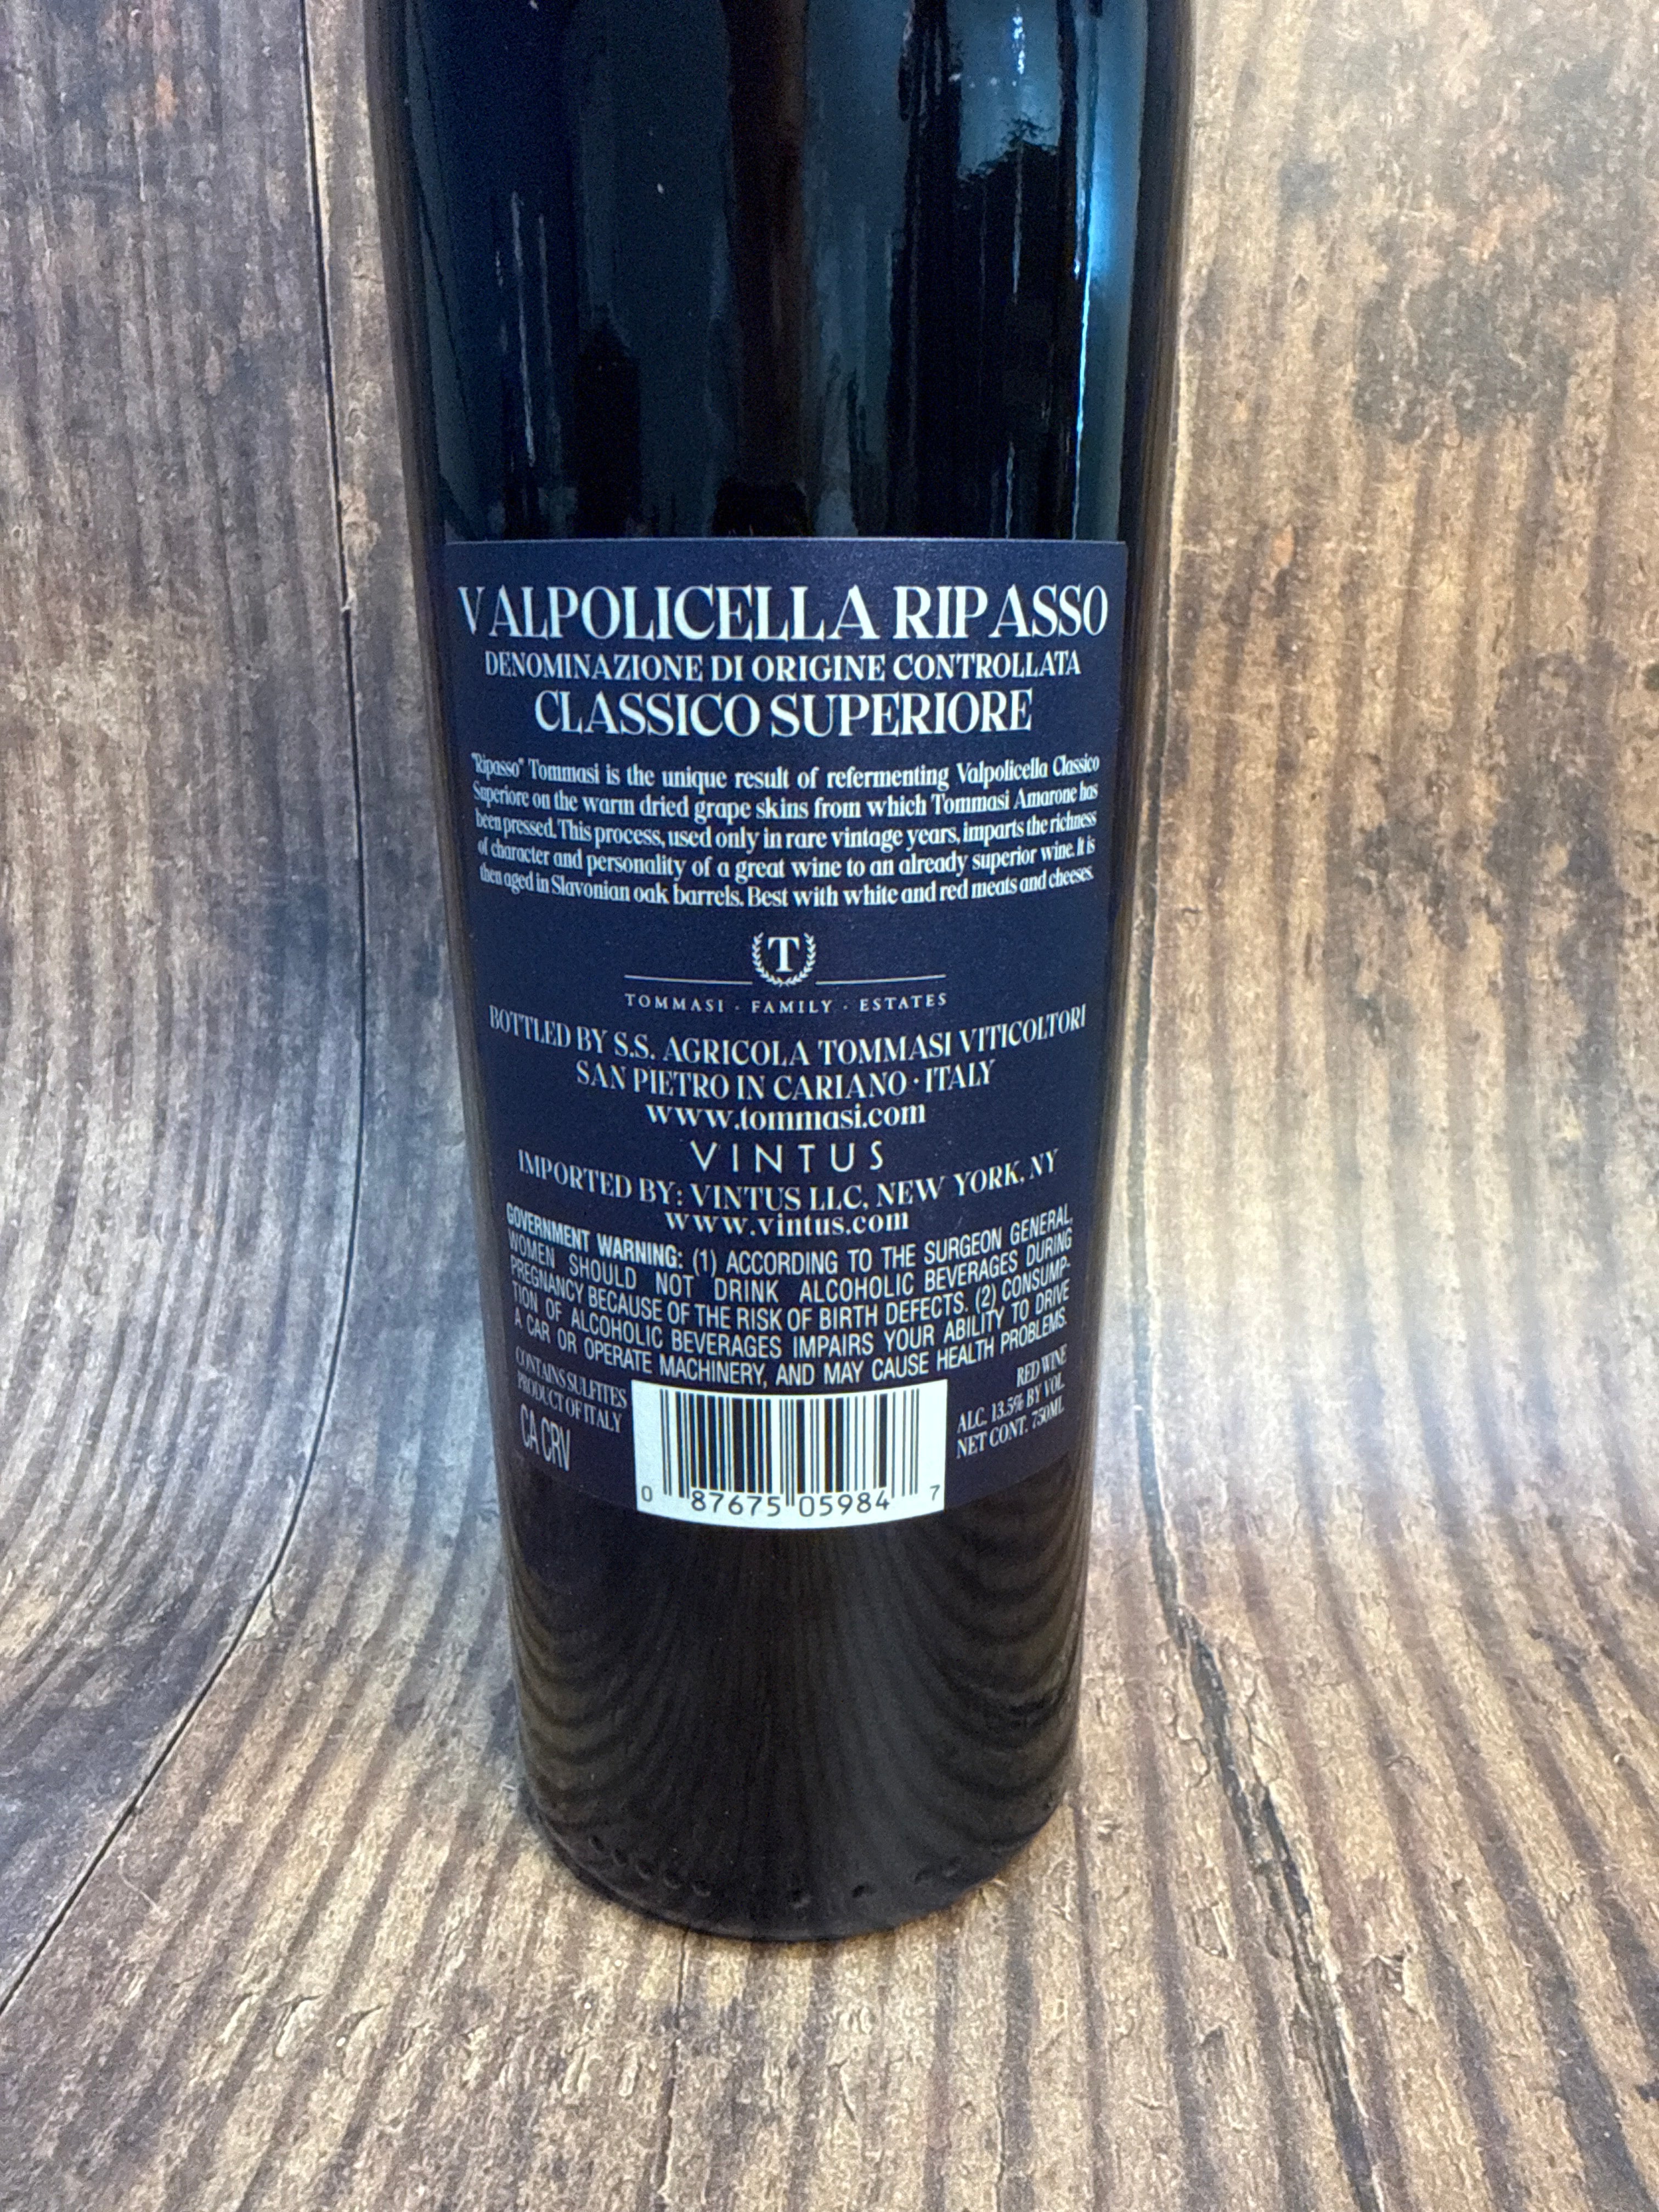 VALPOLICELLA RIPASSO
DENOMINAZIONE DI ORIGINE CONTROLLATA
CLASSICO SUPERIORE
"Ripasso" Tommasi is the unique result of refermenting Valpolicella Classico
Superiore on the warm dried grape skins from which Tommasi Amarone has
been pressed. This process, used only in rare vintage years, imparts the richness
of character and personality of a great wine to an already superior wine. It is
then aged in Slavonian oak barrels. Best with white and red meats and cheeses.
T
TOMMASI · FAMILY · ESTATES
BOTTLED BY S.S. AGRICOLA TOMMASI VITICOLTORI
SAN PIETRO IN CARIANO · ITALY
www.tommasi.com
VINTUS
IMPORTED BY: VINTUS LLC, NEW YORK, NY
www.vintus.com
GOVERNMENT WARNING: (1) ACCORDING TO THE SURGEON GENERAL,
WOMEN SHOULD NOT DRINK ALCOHOLIC BEVERAGES DURING
PREGNANCY BECAUSE OF THE RISK OF BIRTH DEFECTS. (2) CONSUMP-
TION OF ALCOHOLIC BEVERAGES IMPAIRS YOUR ABILITY TO DRIVE
A CAR OR OPERATE MACHINERY, AND MAY CAUSE HEALTH PROBLEMS.
CONTAINS SULFITES
PRODUCT OF ITALY
CA CRV
0 87675 05984 7
RED WINE
ALC. 13.5% BY VOL.
NET CONT. 750ML